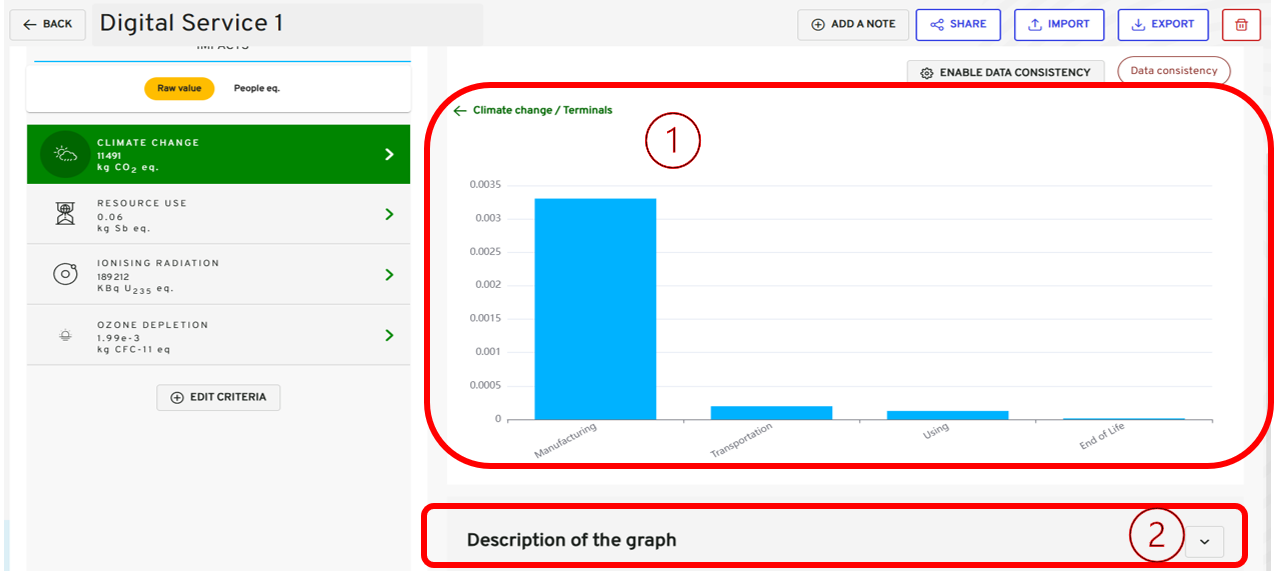 BACK
Digital Service 1
ADD A NOTE
SHARE
IMPORT
EXPORT
IMPACTS
Raw value
People eq.
CLIMATE CHANGE
11491
kg CO2 eq.
RESOURCE USE
0.06
kg Sb eq.
IONISING RADIATION
189212
KBq U235 eq.
OZONE DEPLETION
1.99e-3
kg CFC-11 eq
EDIT CRITERIA
ENABLE DATA CONSISTENCY
Data consistency
Climate change / Terminals
1
0.0035
0.003
0.0025
0.002
0.0015
0.001
0.0005
0
Manufacturing
Transportation
Using
End of Life
Description of the graph
2